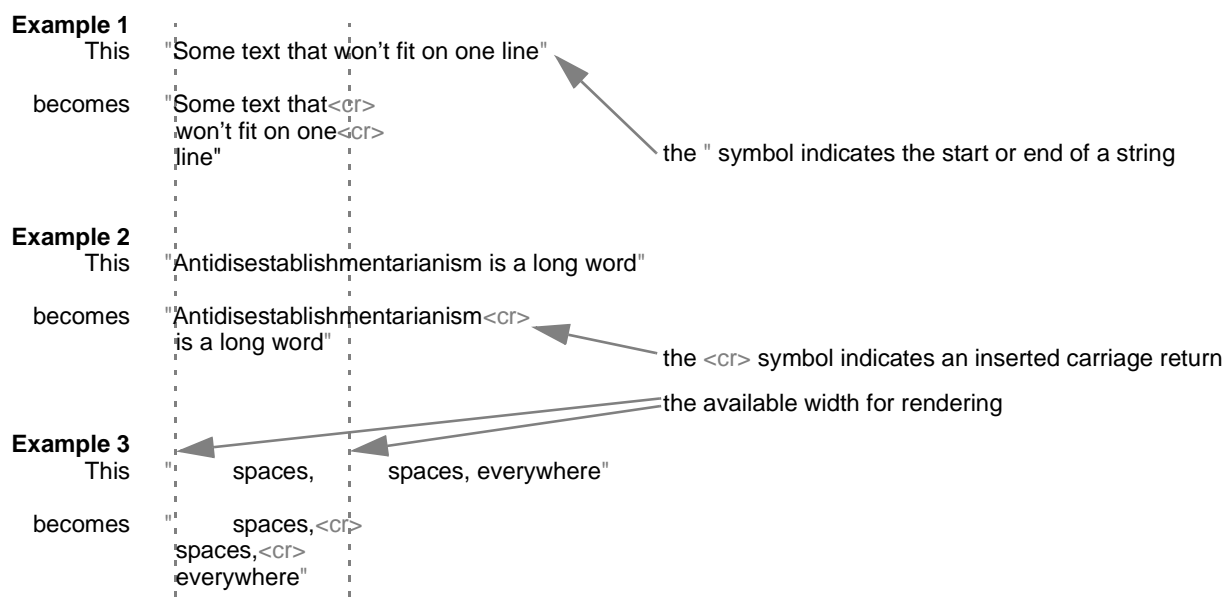 Example 1
This "Some text that won’t fit on one line"
becomes "Some text that<cr>
won’t fit on one<cr>
line"
the " symbol indicates the start or end of a string
Example 2
This "Antidisestablishmentarianism is a long word"
becomes "Antidisestablishmentarianism<cr>
is a long word"
the <cr> symbol indicates an inserted carriage return
the available width for rendering
Example 3
This "        spaces,        spaces, everywhere"
becomes "        spaces,<cr>
spaces,<cr>
everywhere"